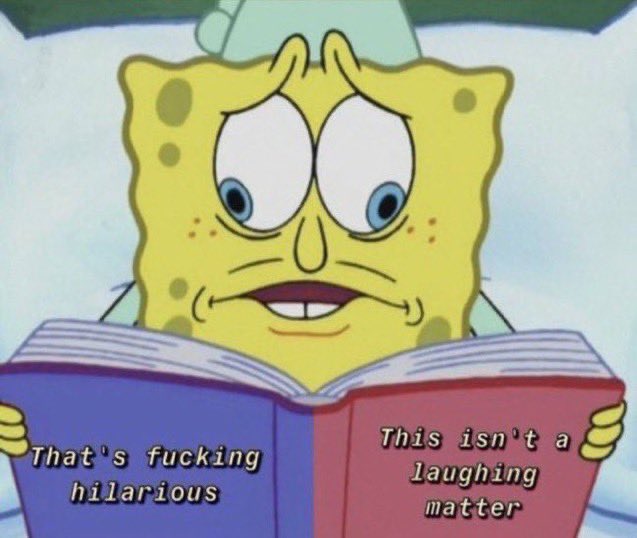 That's fucking
hilarious
This isn't a
laughing
matter